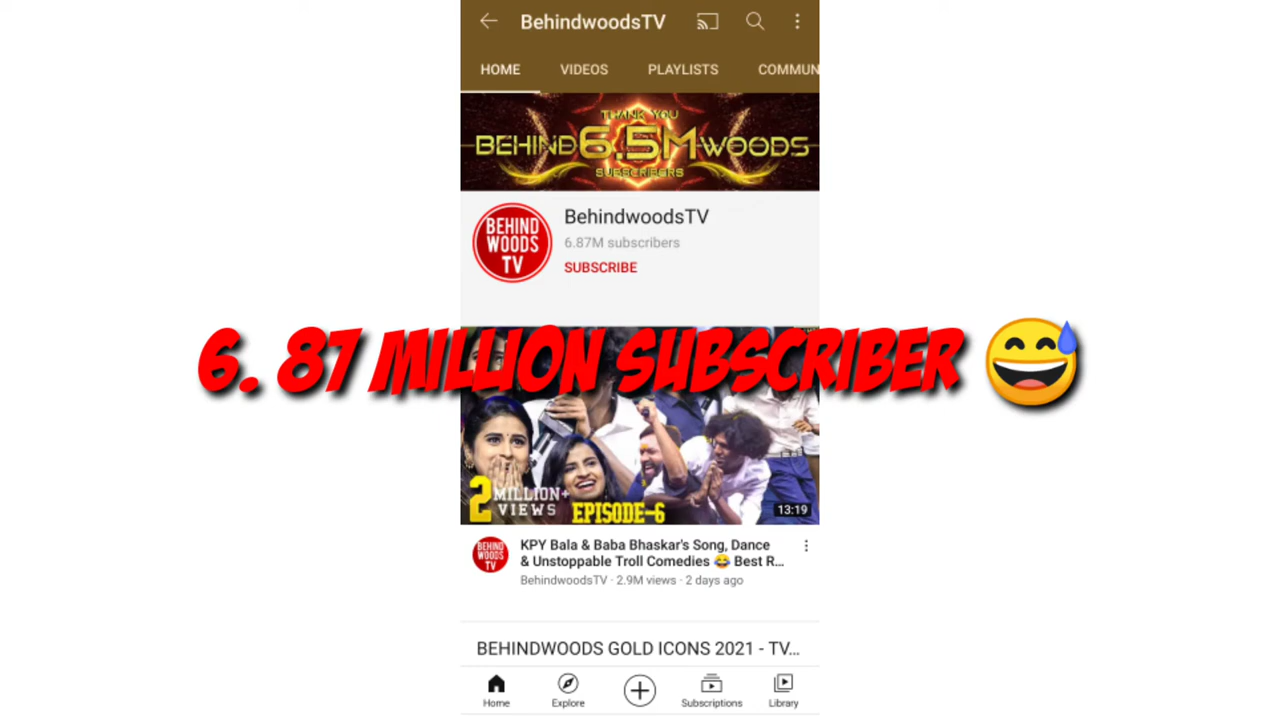 BehindwoodsTV
HOME VIDEOS PLAYLISTS COMMUN
THANK YOU
BEHIND 6.5M WOODS
SUBSCRIBERS
BEHIND
WOODS
TV
BehindwoodsTV
6.87M subscribers
SUBSCRIBE
6. 87 MILLION SUBSCRIBER 😅
2 MILLION+
VIEWS
EPISODE-6
13:19
BEHIND
WOODS
TV
KPY Bala & Baba Bhaskar's Song, Dance
& Unstoppable Troll Comedies 😂 Best R...
BehindwoodsTV · 2.9M views · 2 days ago
BEHINDWOODS GOLD ICONS 2021 - TV...
Home Explore Subscriptions Library